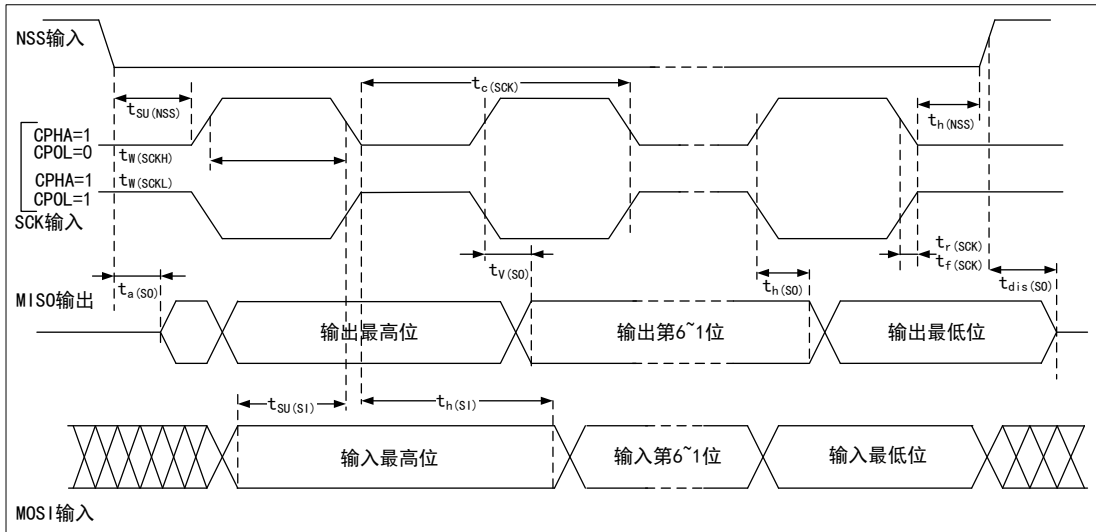 NSS输入
tc(SCK)
tSU(NSS)
th(NSS)
CPHA=1
CPOL=0
tW(SCKH)
CPHA=1
tW(SCKL)
CPOL=1
SCK输入
tr(SCK)
tV(SO)
tf(SCK)
ta(SO)
th(SO)
tdis(SO)
MISO输出
输出最高位
输出第6~1位
输出最低位
tSU(SI)
th(SI)
输入最高位
输入第6~1位
输入最低位
MOSI输入